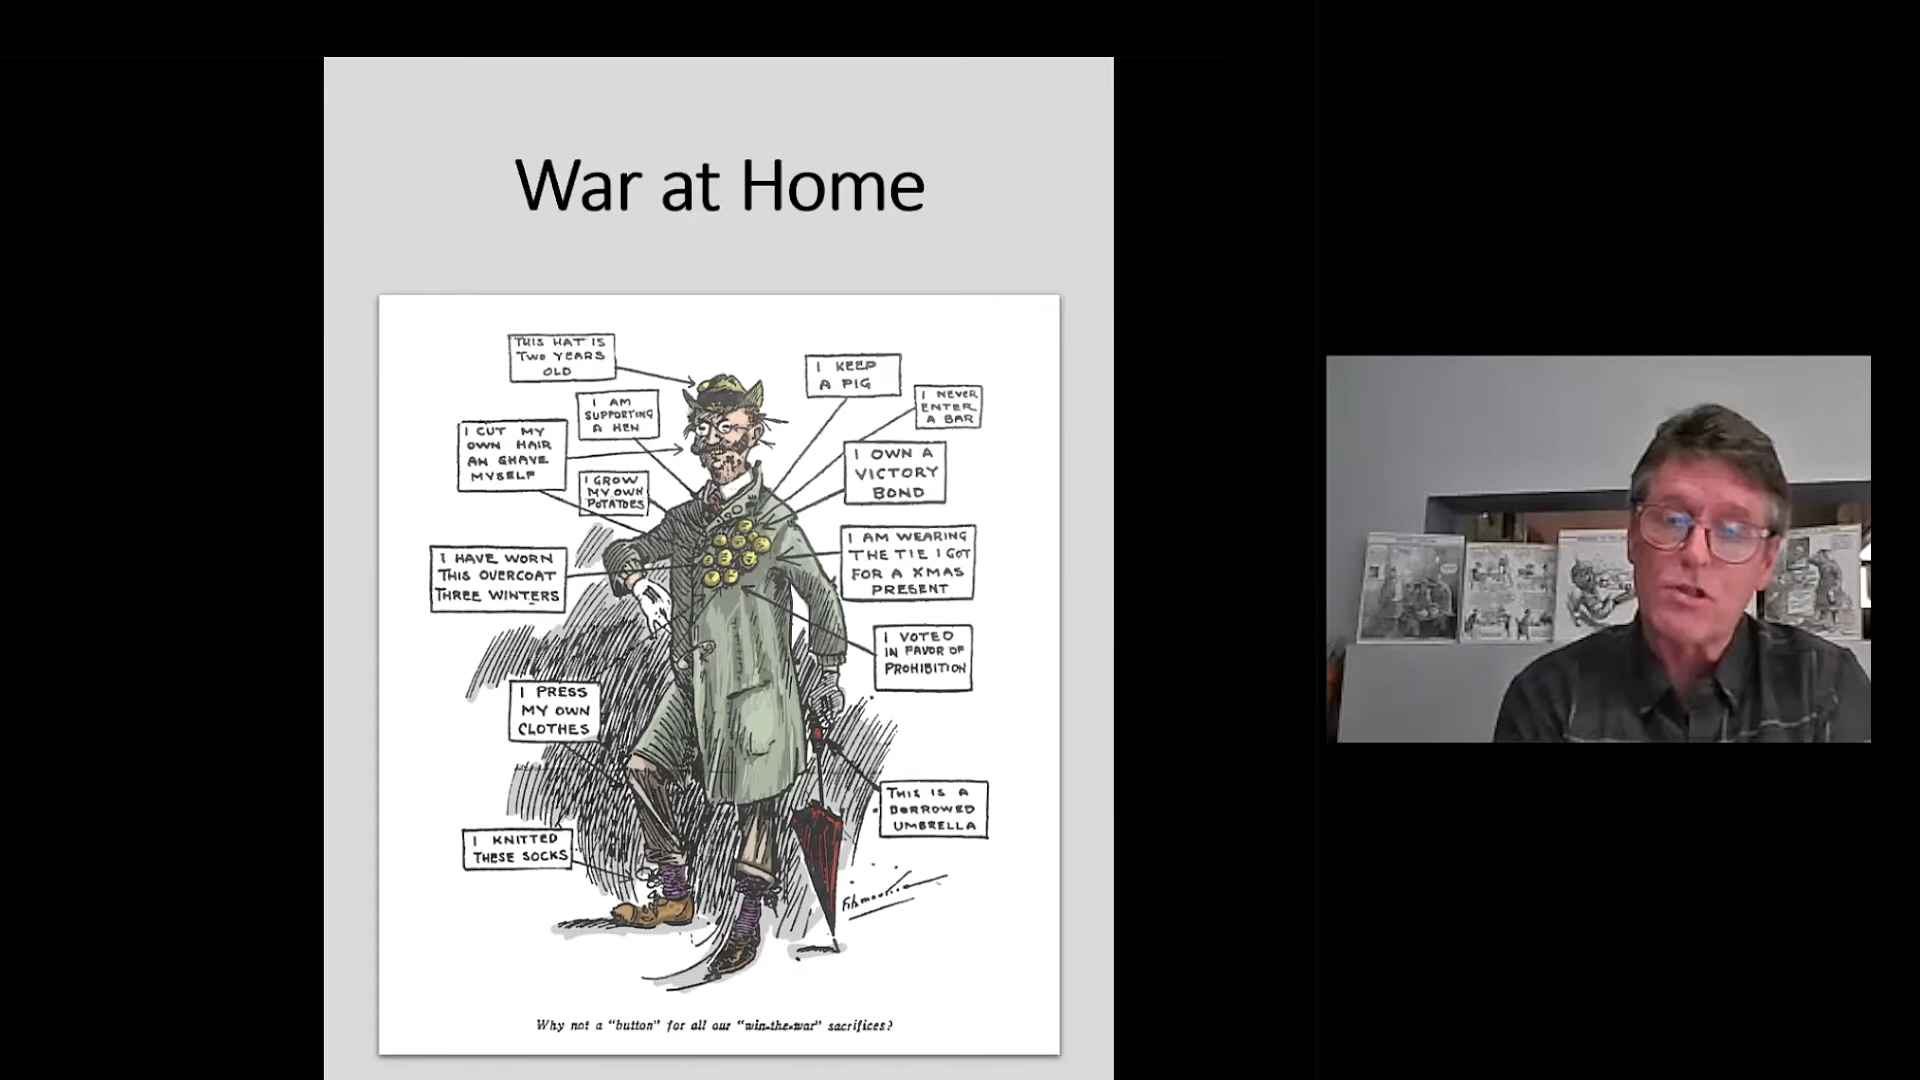 War at Home
THIS HAT IS
TWO YEARS
OLD
I KEEP
A PIG
I AM
SUPPORTING
A HEN
I NEVER
ENTER
A BAR
I CUT MY
OWN HAIR
AN SHAVE
MYSELF
I OWN A
VICTORY
BOND
I GROW
MY OWN
POTATOES
I HAVE WORN
THIS OVERCOAT
THREE WINTERS
I AM WEARING
THE TIE I GOT
FOR A XMAS
PRESENT
I VOTED
IN FAVOR OF
PROHIBITION
I PRESS
MY OWN
CLOTHES
THIS IS A
BORROWED
UMBRELLA
I KNITTED
THESE SOCKS
Why not a "button" for all our "win-the-war" sacrifices?